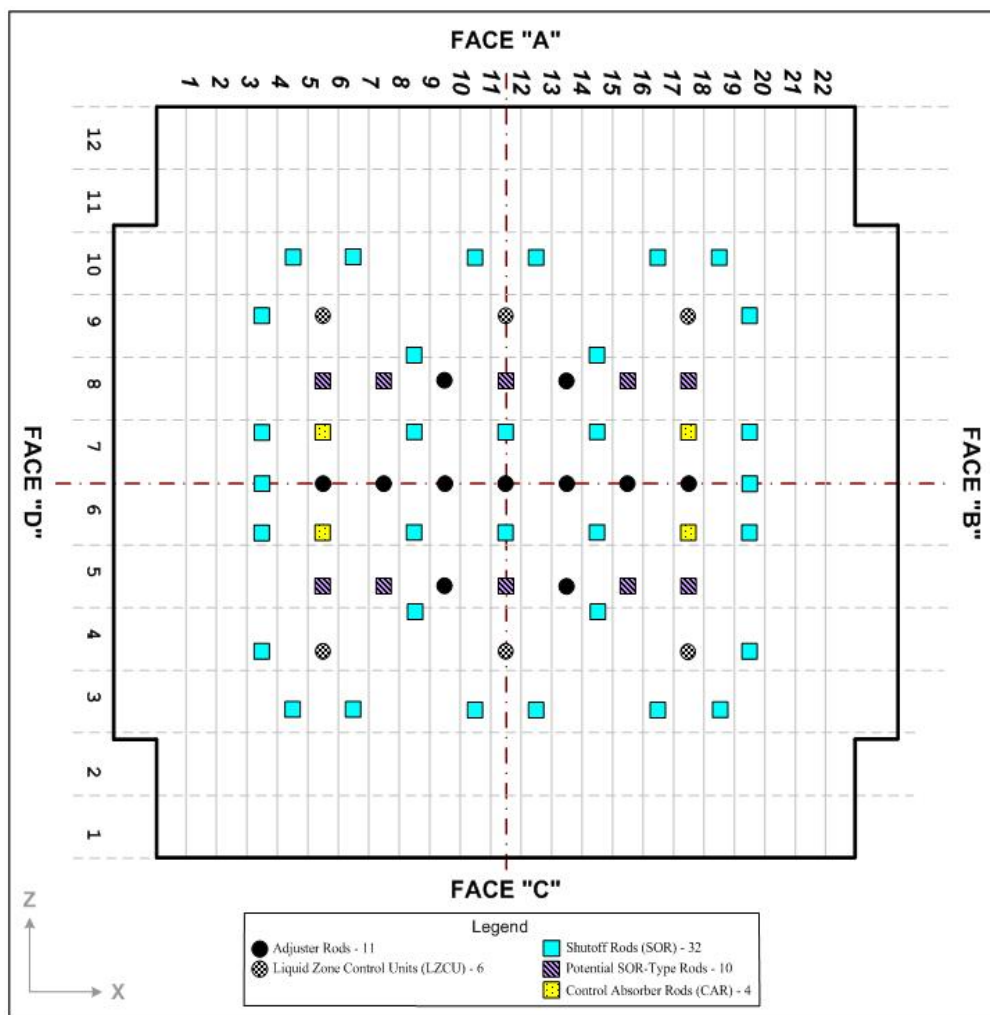 FACE "A"
1 2 3 4 5 6 7 8 9 10 11 12 13 14 15 16 17 18 19 20 21 22
12
11
10
9
8
7
6
5
4
3
2
1
FACE "D"
FACE "B"
FACE "C"
Z
X
Legend
Adjuster Rods - 11
Liquid Zone Control Units (LZCU) - 6
Shutoff Rods (SOR) - 32
Potential SOR-Type Rods - 10
Control Absorber Rods (CAR) - 4